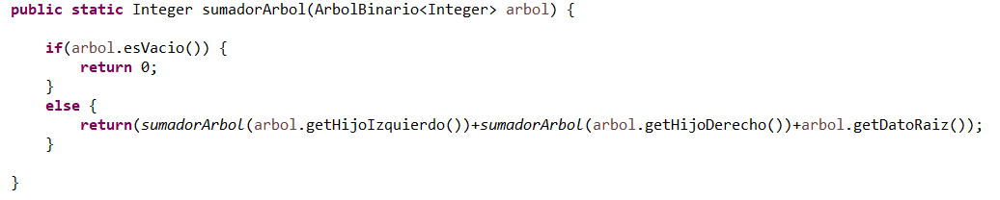 public static Integer sumadorArbol(ArbolBinario<Integer> arbol) {
if(arbol.esVacio()) {
return 0;
}
else {
return(sumadorArbol(arbol.getHijoIzquierdo())+sumadorArbol(arbol.getHijoDerecho())+arbol.getDatoRaiz());
}
}